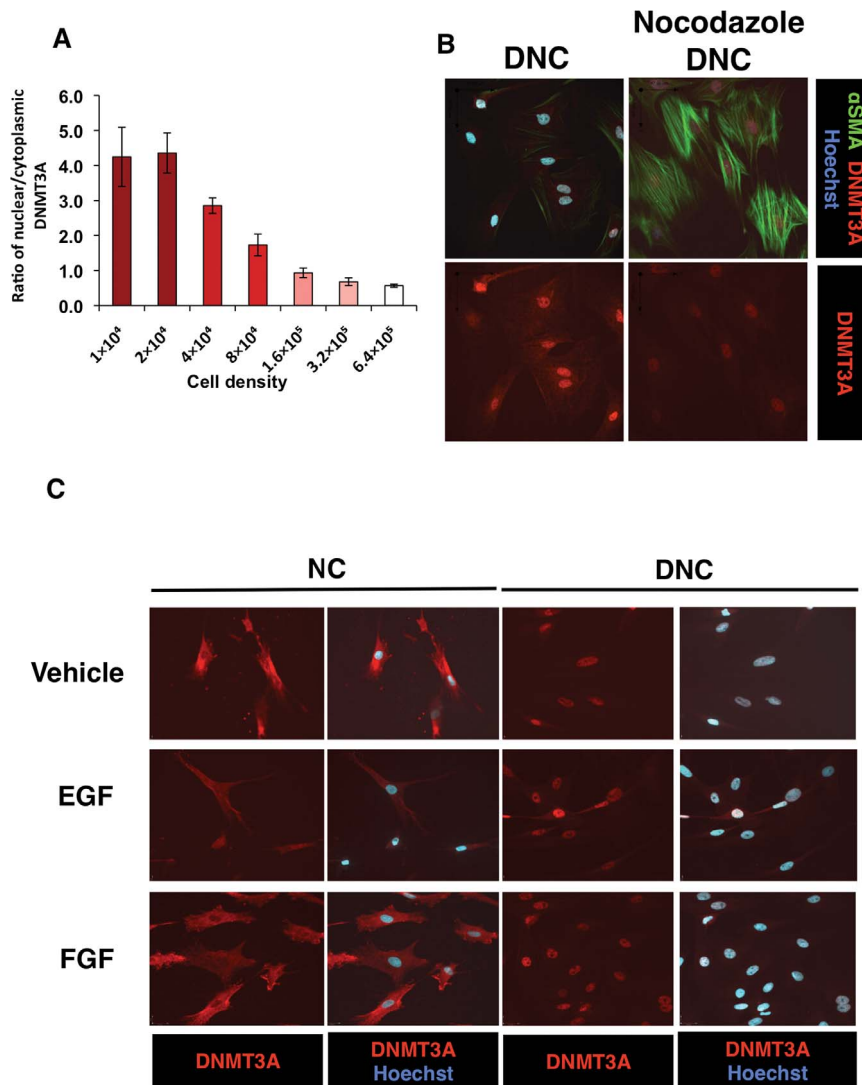 A
Ratio of nuclear/cytoplasmic
DNMT3A
6.0
5.0
4.0
3.0
2.0
1.0
0.0
1×10⁴
2×10⁴
4×10⁴
8×10⁴
1.6×10⁵
3.2×10⁵
6.4×10⁵
Cell density
B
DNC
Nocodazole
DNC
αSMA
Hoechst DNMT3A
DNMT3A
C
NC
DNC
Vehicle
EGF
FGF
DNMT3A
DNMT3A
Hoechst
DNMT3A
DNMT3A
Hoechst